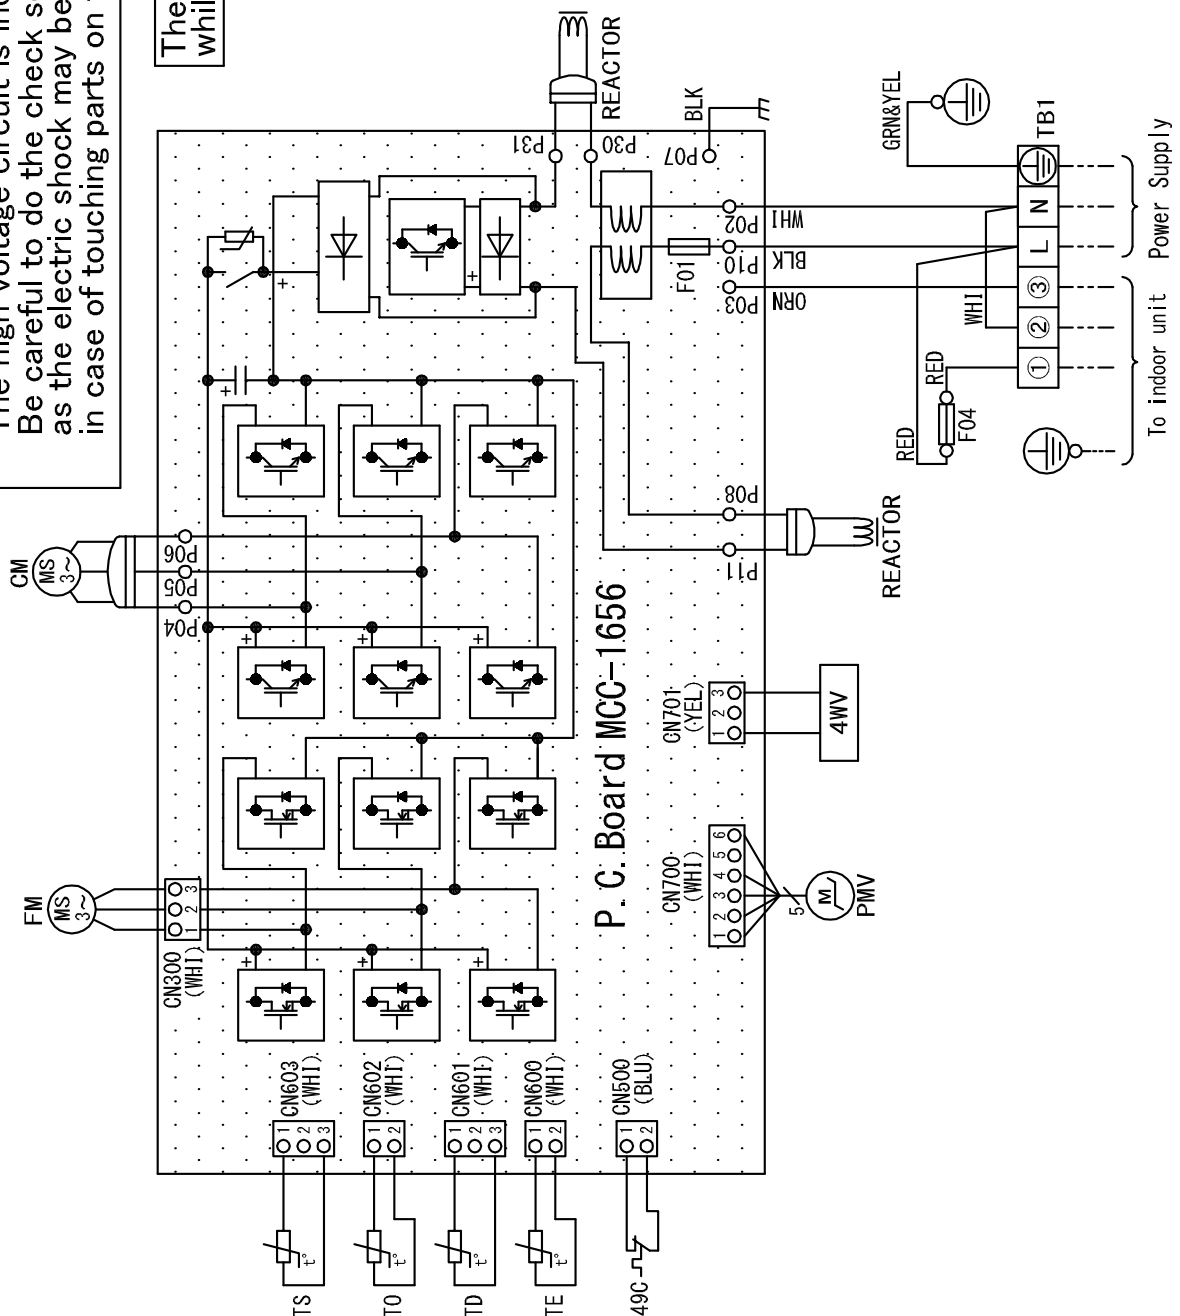 The high voltage circuit is inc
Be careful to do the check se
as the electric shock may be
in case of touching parts on
The
whil
REACTOR
P31
P30
BLK
P07
GRN&YEL
TB1
Power Supply
N
L
3
2
1
To indoor unit
P02
WHI
P10
BLK
P03
ORN
F01
WHI
RED
RED
F04
P08
P11
REACTOR
CM
MS
3~
P06
P05
P04
P. C. Board MCC-1656
CN701
(YEL)
1 2 3
4WV
CN700
(WHI)
1 2 3 4 5 6
5
M
PMV
FM
MS
3~
CN300
(WHI)
1 2 3
CN603
(WHI)
1 2 3
CN602
(WHI)
1 2
CN601
(WHI)
1 2 3
CN600
(WHI)
1 2
CN500
(BLU)
1 2
TS
t°
TO
t°
TD
t°
TE
t°
49C